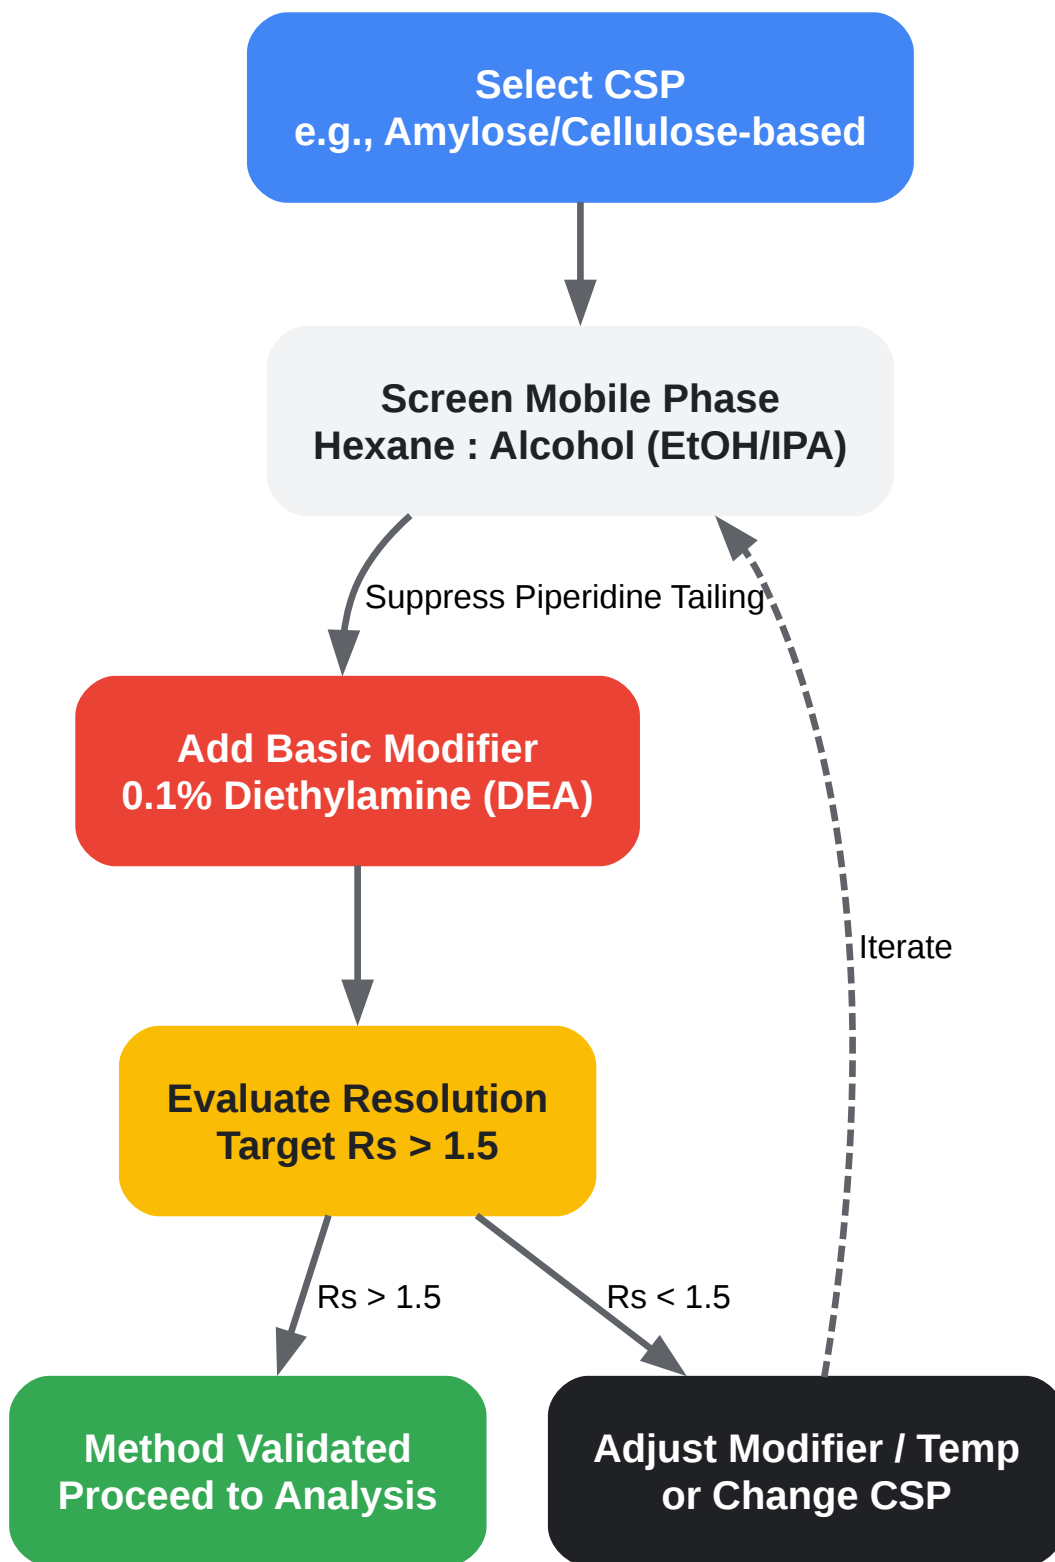 Select CSP
e.g., Amylose/Cellulose-based
Screen Mobile Phase
Hexane : Alcohol (EtOH/IPA)
Suppress Piperidine Tailing
Add Basic Modifier
0.1% Diethylamine (DEA)
Iterate
Evaluate Resolution
Target Rs > 1.5
Rs > 1.5
Rs < 1.5
Method Validated
Proceed to Analysis
Adjust Modifier / Temp
or Change CSP